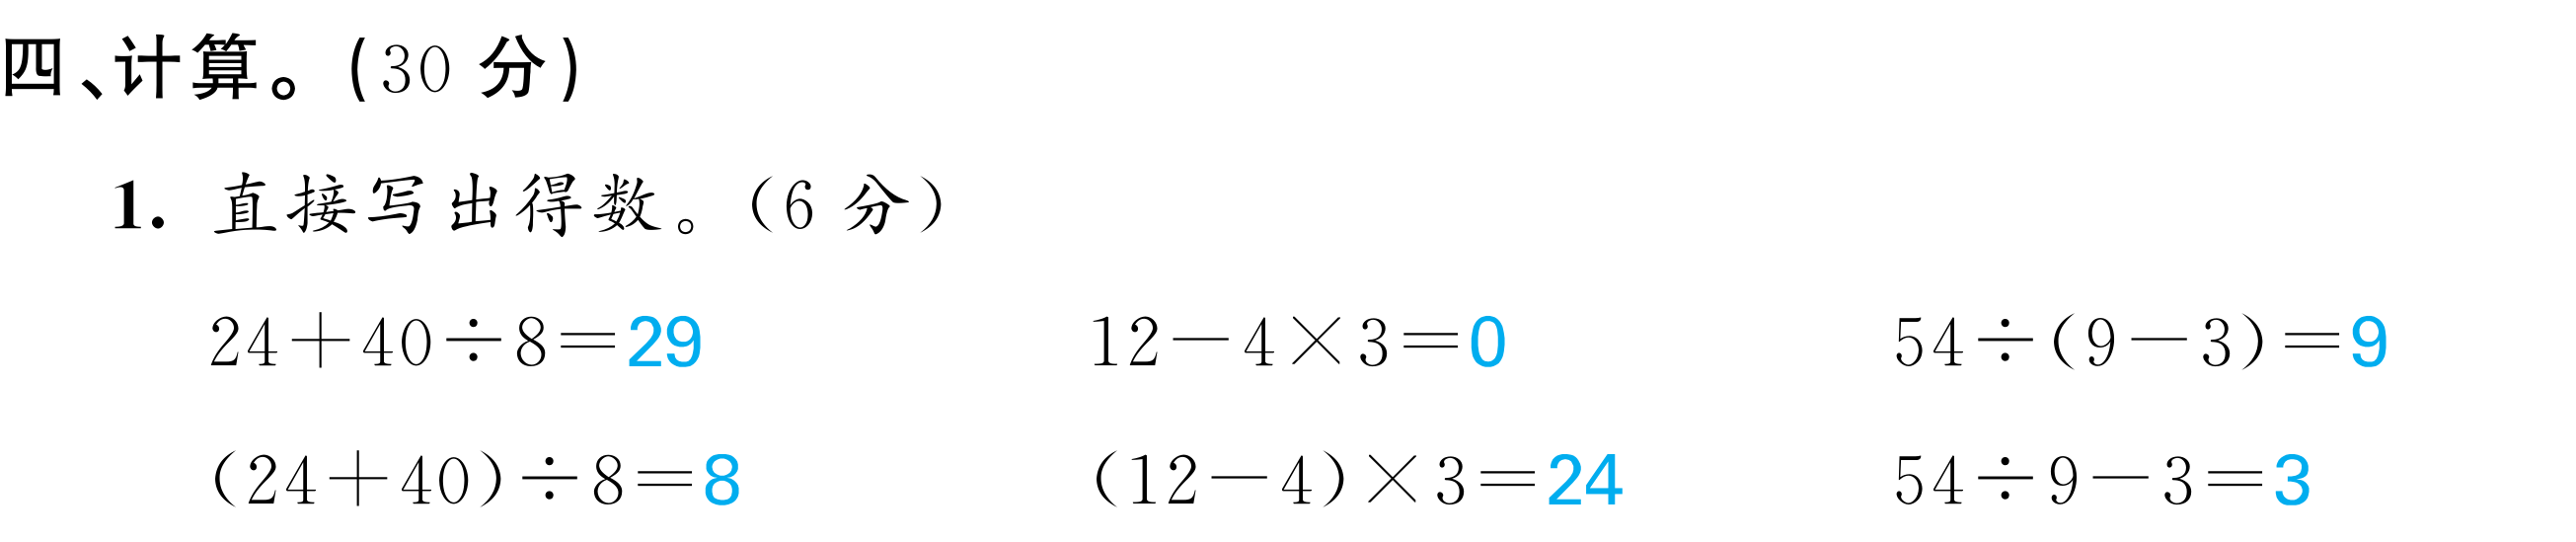 四、计算。(30 分)
1. 直接写出得数。(6 分)
24+40÷8=29 12-4×3=0 54÷(9-3)=9
(24+40)÷8=8 (12-4)×3=24 54÷9-3=3